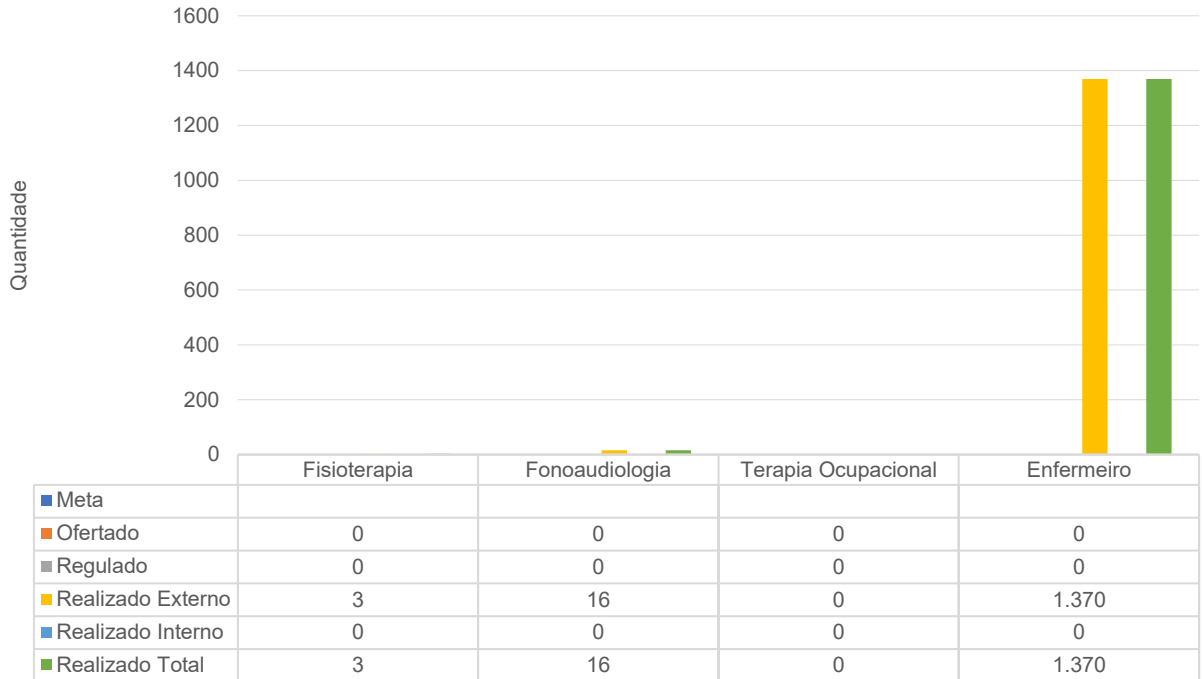 1600
1400
1200
1000
800
600
400
200
0
Quantidade
Fisioterapia Fonoaudiologia Terapia Ocupacional Enfermeiro
Meta
Ofertado 0 0 0 0
Regulado 0 0 0 0
Realizado Externo 3 16 0 1.370
Realizado Interno 0 0 0 0
Realizado Total 3 16 0 1.370